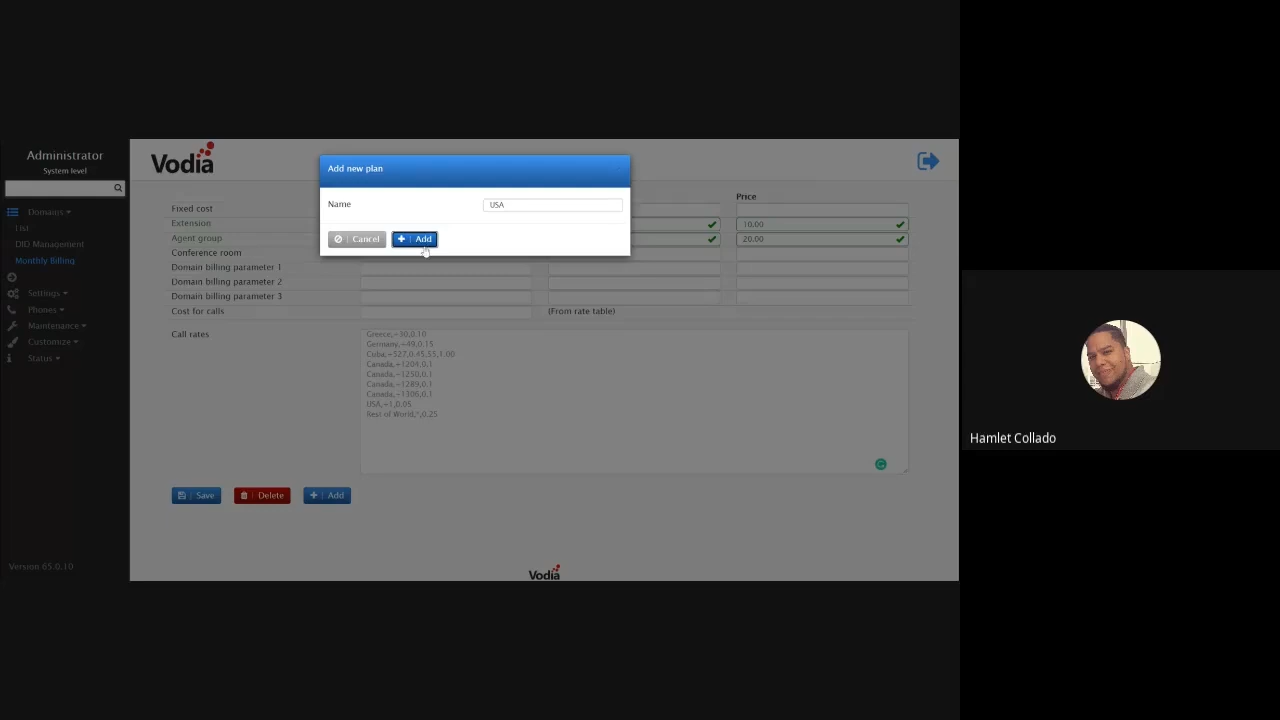 Administrator
System level
Domains
List
DID Management
Monthly Billing
Settings
Phones
Maintenance
Customize
Status
Version 65.0.10
Vodia
Add new plan
Name USA
Cancel Add
Price
Fixed cost
Extension 10.00
Agent group 20.00
Conference room
Domain billing parameter 1
Domain billing parameter 2
Domain billing parameter 3
Cost for calls (From rate table)
Call rates
Greece,+30,0.10
Germany,+49,0.15
Cuba,+527,0.45,55,1.00
Canada,+1204,0.1
Canada,+1250,0.1
Canada,+1289,0.1
Canada,+1306,0.1
USA,+1,0.05
Rest of World,*,0.25
Save Delete Add
Vodia
Hamlet Collado